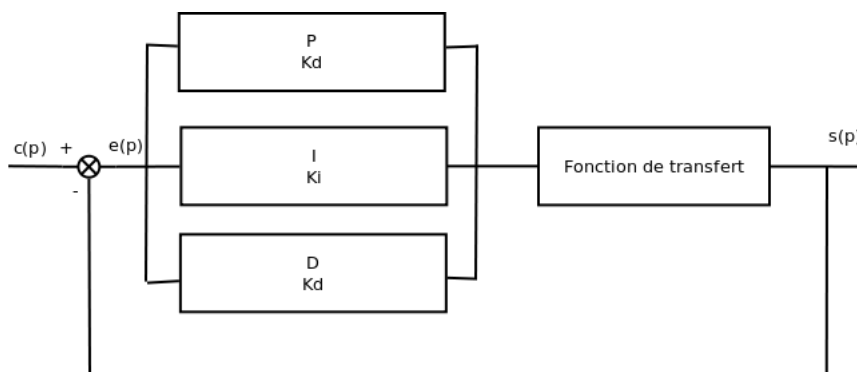 P
Kd
c(p)
+
e(p)
-
I
Ki
Fonction de transfert
s(p)
D
Kd